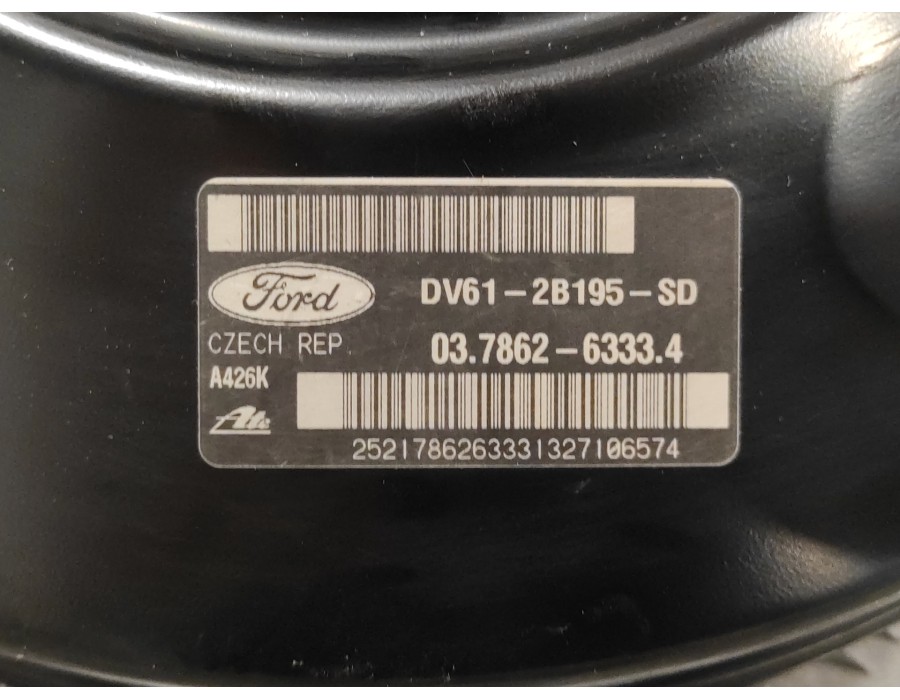 Ford
DV61-2B195-SD
CZECH REP.
03.7862-6333.4
A426K
Ate
2521786263331327106574